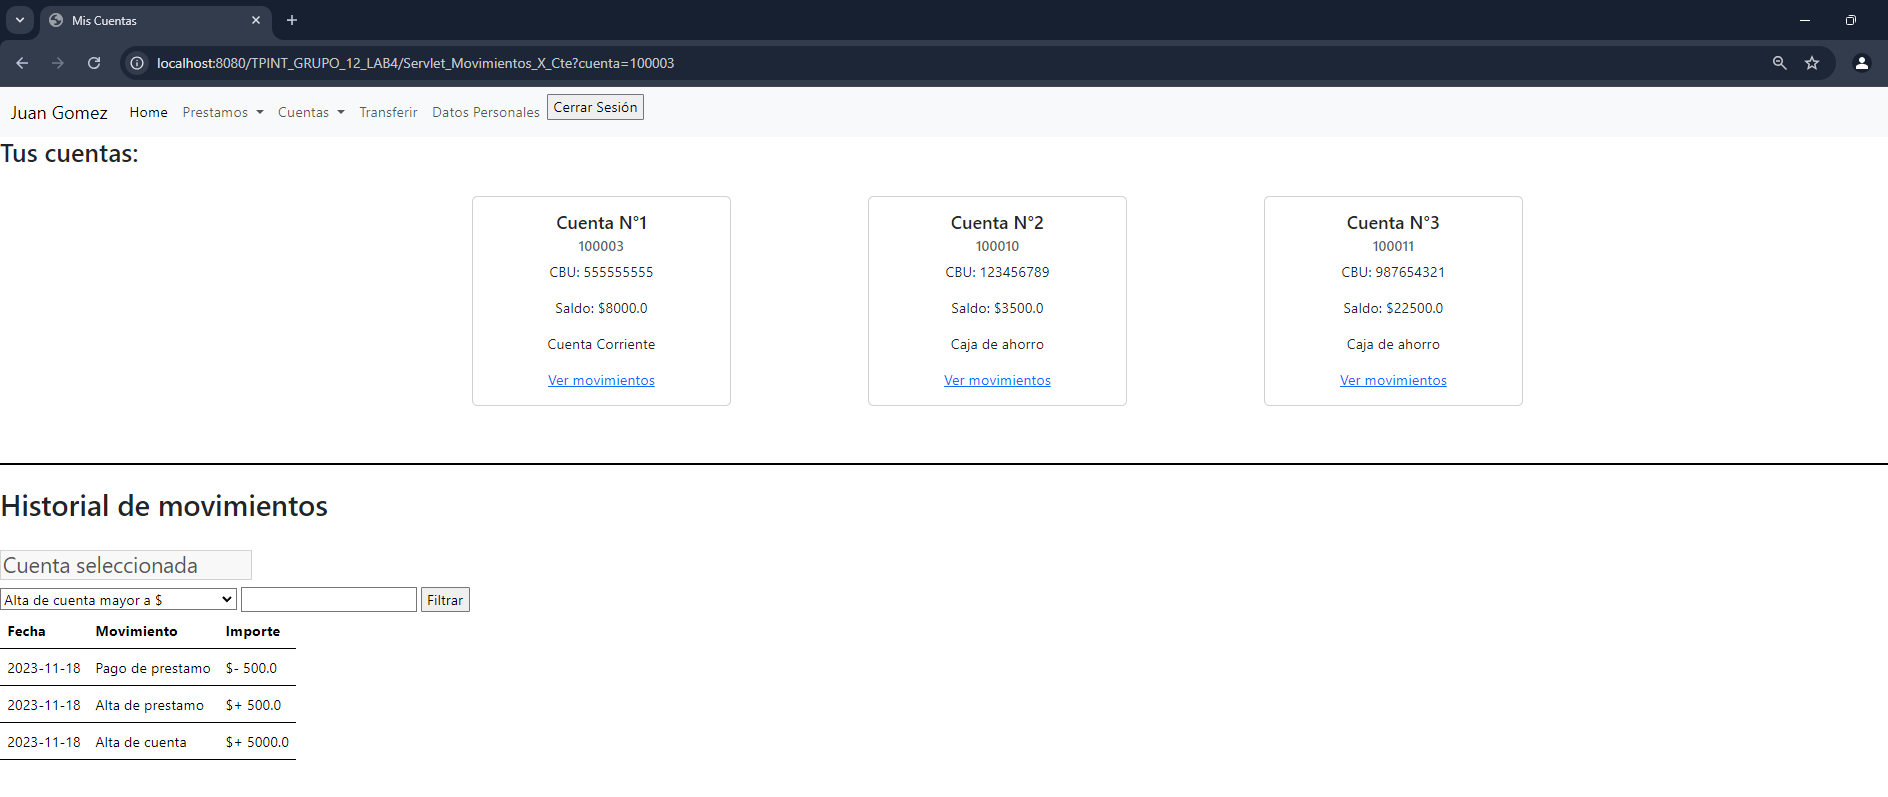 Mis Cuentas
localhost:8080/TPINT_GRUPO_12_LAB4/Servlet_Movimientos_X_Cte?cuenta=100003
Juan Gomez Home Prestamos Cuentas Transferir Datos Personales Cerrar Sesión
Tus cuentas:
Cuenta N°1
100003
CBU: 555555555
Saldo: $8000.0
Cuenta Corriente
Ver movimientos
Cuenta N°2
100010
CBU: 123456789
Saldo: $3500.0
Caja de ahorro
Ver movimientos
Cuenta N°3
100011
CBU: 987654321
Saldo: $22500.0
Caja de ahorro
Ver movimientos
Historial de movimientos
Cuenta seleccionada
Alta de cuenta mayor a $ Filtrar
Fecha Movimiento Importe
2023-11-18 Pago de prestamo $- 500.0
2023-11-18 Alta de prestamo $+ 500.0
2023-11-18 Alta de cuenta $+ 5000.0